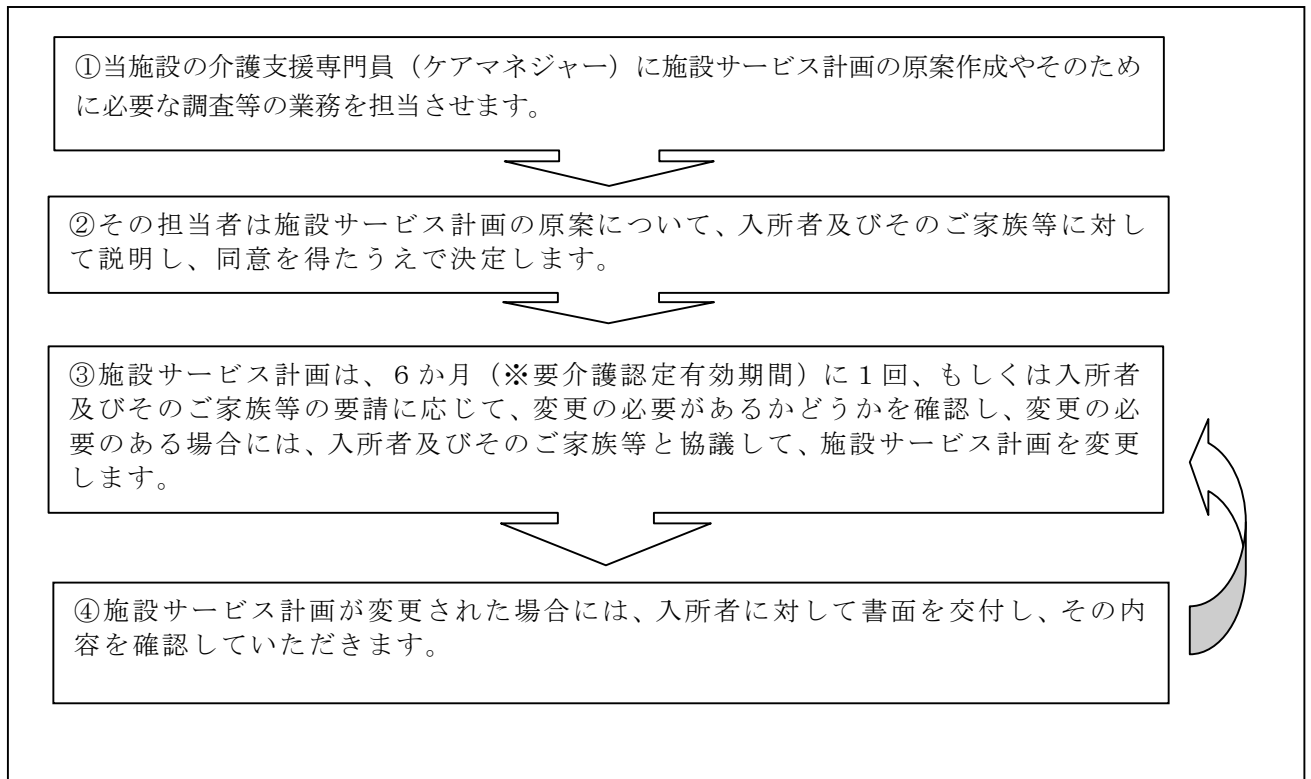 ①当施設の介護支援専門員（ケアマネジャー）に施設サービス計画の原案作成やそのため
に必要な調査等の業務を担当させます。
②その担当者は施設サービス計画の原案について、入所者及びそのご家族等に対し
て説明し、同意を得たうえで決定します。
③施設サービス計画は、６か月（※要介護認定有効期間）に１回、もしくは入所者
及びそのご家族等の要請に応じて、変更の必要があるかどうかを確認し、変更の必
要のある場合には、入所者及びそのご家族等と協議して、施設サービス計画を変更
します。
④施設サービス計画が変更された場合には、入所者に対して書面を交付し、その内
容を確認していただきます。